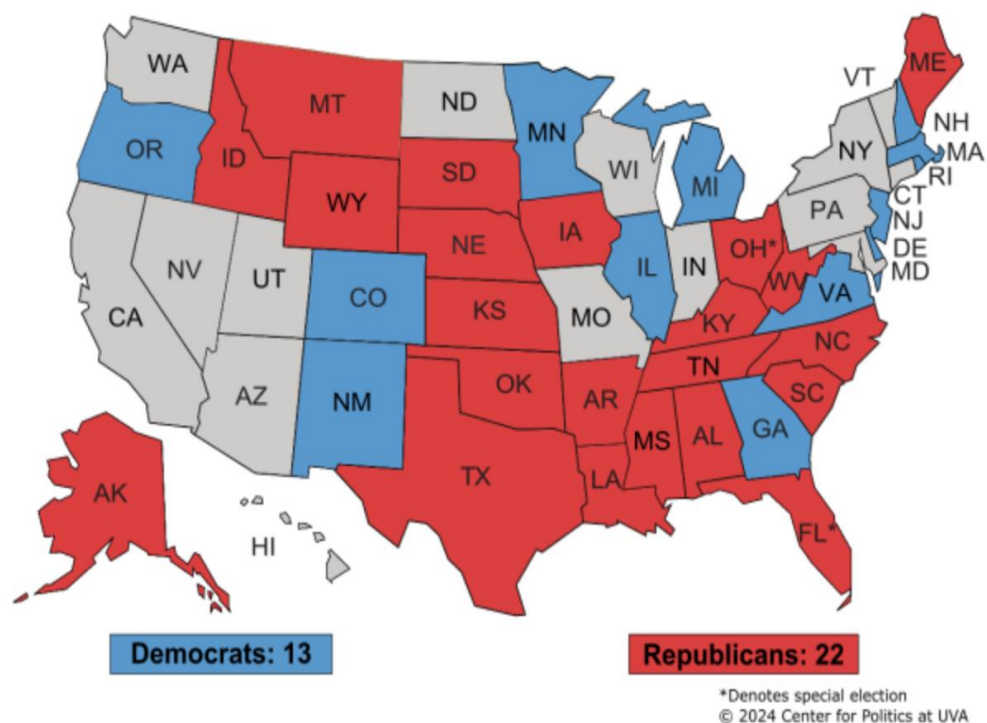 WA
MT
ND
MN
VT
ME
OR
ID
SD
WI
MI
NY
NH
MA
RI
CT
NJ
DE
MD
WY
NE
IA
PA
NV
UT
CO
KS
IL
IN
OH*
WV
VA
CA
MO
KY
NC
AZ
NM
OK
AR
TN
SC
TX
LA
MS
AL
GA
AK
HI
FL*
Democrats: 13
Republicans: 22
*Denotes special election
© 2024 Center for Politics at UVA